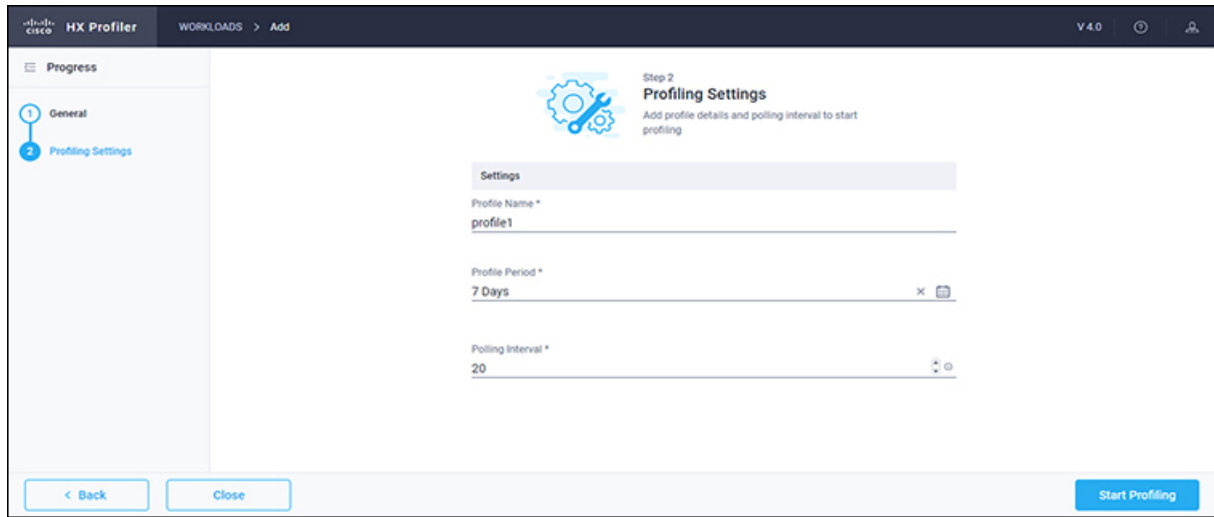 CISCO HX Profiler WORKLOADS > Add V 4.0
Progress
1 General
2 Profiling Settings
Step 2
Profiling Settings
Add profile details and polling interval to start
profiling
Settings
Profile Name *
profile1
Profile Period *
7 Days
Polling Interval *
20
< Back Close Start Profiling